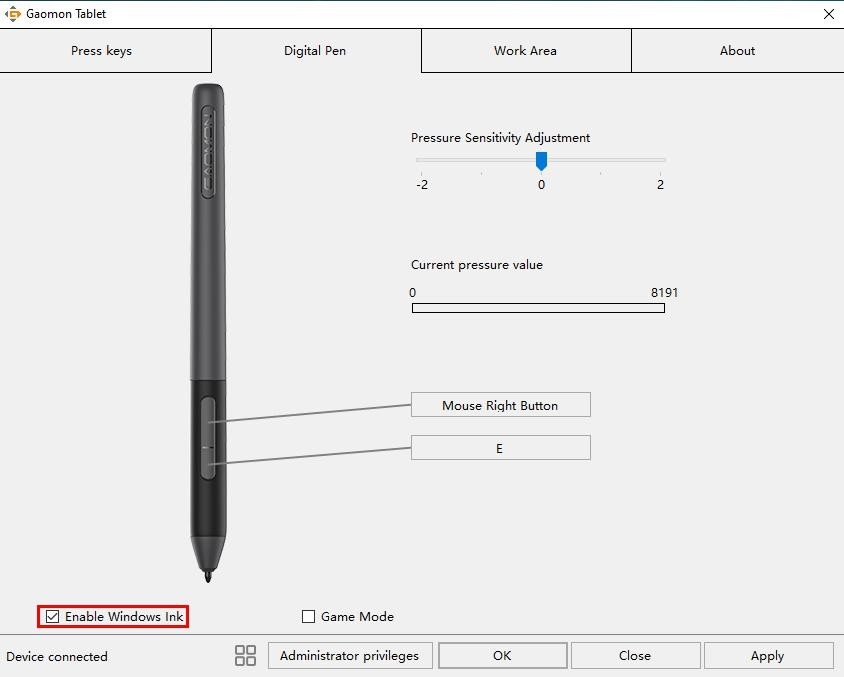 Gaomon Tablet
Press keys
Digital Pen
Work Area
About
GAOMON
Pressure Sensitivity Adjustment
-2
0
2
Current pressure value
0
8191
Mouse Right Button
E
Enable Windows Ink
Game Mode
Device connected
Administrator privileges
OK
Close
Apply